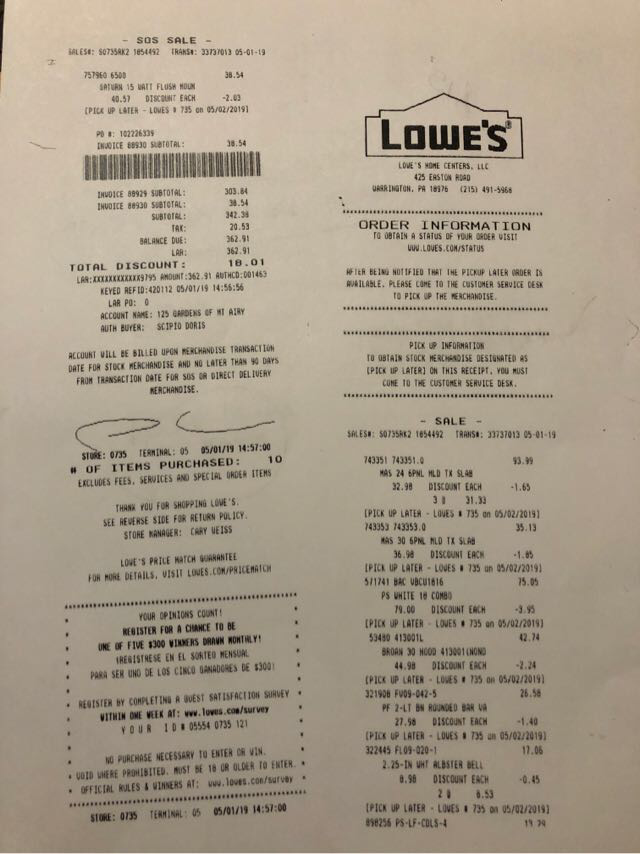 - SOS SALE -
SALES#: S0735RK2 1854492 TRANS#: 33737013 05-01-19
757960 6500 38.54
SATURN 15 WATT FLUSH MOUN
40.57 DISCOUNT EACH -2.03
[PICK UP LATER - LOWES # 735 on 05/02/2019]
PO #: 102226339
INVOICE 88930 SUBTOTAL: 38.54
INVOICE 88929 SUBTOTAL: 303.84
INVOICE 88930 SUBTOTAL: 38.54
SUBTOTAL: 342.38
TAX: 20.53
BALANCE DUE: 362.91
LAR: 362.91
TOTAL DISCOUNT: 18.01
LAR:XXXXXXXXXXXX9795 AMOUNT:362.91 AUTHCD:001463
KEYED REFID:420112 05/01/19 14:56:56
LAR PO: 0
ACCOUNT NAME: 125 GARDENS OF MT AIRY
AUTH BUYER: SCIPIO DORIS
ACCOUNT WILL BE BILLED UPON MERCHANDISE TRANSACTION
DATE FOR STOCK MERCHANDISE AND NO LATER THAN 90 DAYS
FROM TRANSACTION DATE FOR SOS OR DIRECT DELIVERY
MERCHANDISE.
STORE: 0735 TERMINAL: 05 05/01/19 14:57:00
# OF ITEMS PURCHASED: 10
EXCLUDES FEES, SERVICES AND SPECIAL ORDER ITEMS
THANK YOU FOR SHOPPING LOWE'S.
SEE REVERSE SIDE FOR RETURN POLICY.
STORE MANAGER: CARY WEISS
LOWE'S PRICE MATCH GUARANTEE
FOR MORE DETAILS, VISIT LOWES.COM/PRICEMATCH
YOUR OPINIONS COUNT!
REGISTER FOR A CHANCE TO BE
ONE OF FIVE $300 WINNERS DRAWN MONTHLY!
¡REGISTRESE EN EL SORTEO MENSUAL
PARA SER UNO DE LOS CINCO GANADORES DE $300!
REGISTER BY COMPLETING A GUEST SATISFACTION SURVEY
WITHIN ONE WEEK AT: www.lowes.com/survey
YOUR ID# 05554 0735 121
NO PURCHASE NECESSARY TO ENTER OR WIN.
VOID WHERE PROHIBITED. MUST BE 18 OR OLDER TO ENTER.
OFFICIAL RULES & WINNERS AT: www.lowes.com/survey
STORE: 0735 TERMINAL: 05 05/01/19 14:57:00
LOWE'S®
LOWE'S HOME CENTERS, LLC
425 EASTON ROAD
WARRINGTON, PA 18976 (215) 491-5968
ORDER INFORMATION
TO OBTAIN A STATUS OF YOUR ORDER VISIT
WWW.LOWES.COM/STATUS
AFTER BEING NOTIFIED THAT THE PICKUP LATER ORDER IS
AVAILABLE, PLEASE COME TO THE CUSTOMER SERVICE DESK
TO PICK UP THE MERCHANDISE.
PICK UP INFORMATION
TO OBTAIN STOCK MERCHANDISE DESIGNATED AS
[PICK UP LATER] ON THIS RECEIPT, YOU MUST
COME TO THE CUSTOMER SERVICE DESK.
- SALE -
SALES#: S0735RK2 1854492 TRANS#: 33737013 05-01-19
743351 743351.0 93.99
MAS 24 6PNL MLD TX SLAB
32.98 DISCOUNT EACH -1.65
3 @ 31.33
[PICK UP LATER - LOWES # 735 on 05/02/2019]
743353 743353.0 35.13
MAS 30 6PNL MLD TX SLAB
36.98 DISCOUNT EACH -1.85
[PICK UP LATER - LOWES # 735 on 05/02/2019]
571741 BAC VBCU1816 75.05
PS WHITE 18 COMBO
79.00 DISCOUNT EACH -3.95
[PICK UP LATER - LOWES # 735 on 05/02/2019]
53480 413001L 42.74
BROAN 30 HOOD 413001(NOND
44.98 DISCOUNT EACH -2.24
[PICK UP LATER - LOWES # 735 on 05/02/2019]
321908 FV09-042-5 26.58
PF 2-LT BN ROUNDED BAR VA
27.98 DISCOUNT EACH -1.40
[PICK UP LATER - LOWES # 735 on 05/02/2019]
322445 FL09-020-1 17.06
2.25-IN WHT ALBSTER BELL
8.98 DISCOUNT EACH -0.45
2 @ 8.53
[PICK UP LATER - LOWES # 735 on 05/02/2019]
898256 PS-LF-CDLS-4